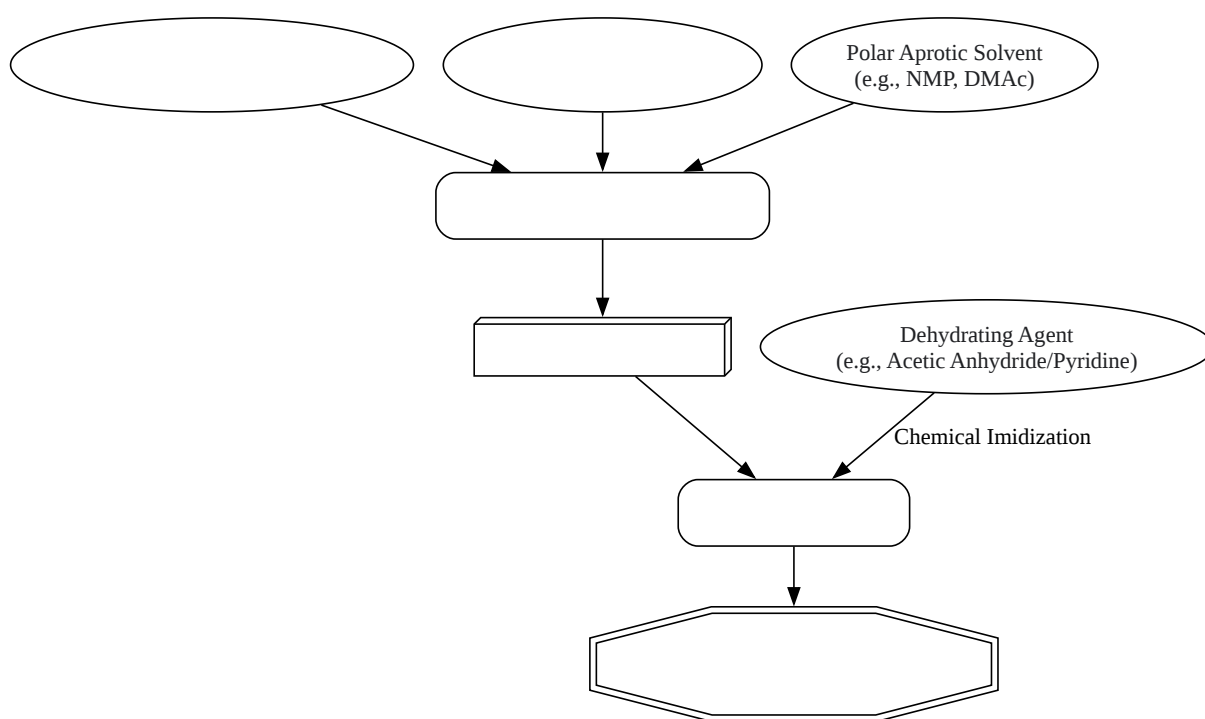 Polar Aprotic Solvent
(e.g., NMP, DMAc)
Dehydrating Agent
(e.g., Acetic Anhydride/Pyridine)
Chemical Imidization